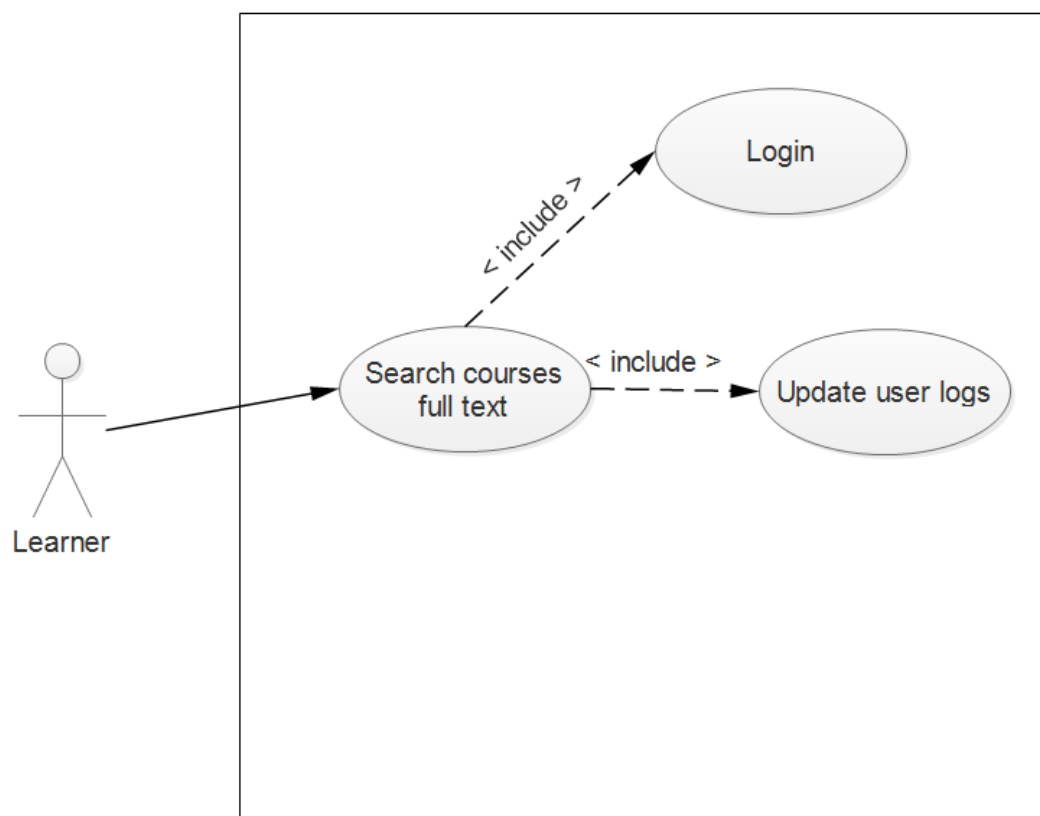 Login
< include >
Search courses
full text
< include >
Update user logs
Learner